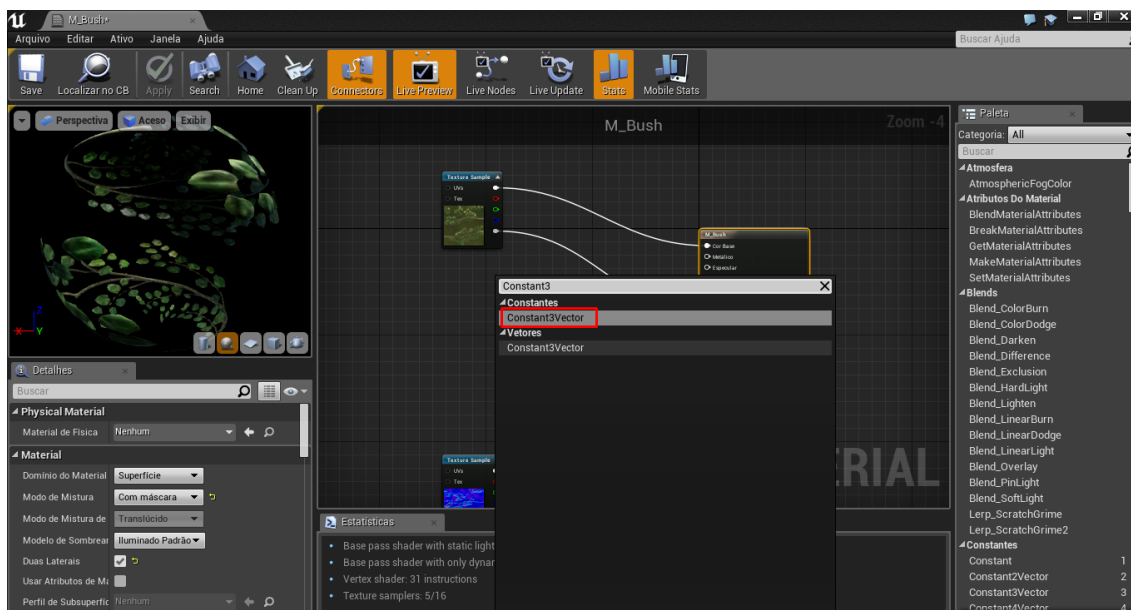 M_Bush*
Arquivo Editar Ativo Janela Ajuda
Buscar Ajuda
Save Localizar no CB Apply Search Home Clean Up Connectors Live Preview Live Nodes Live Update Stats Mobile Stats
Perspectiva Aceso Exibir
M_Bush
Zoom -4
Texture Sample
UVs
Tex
M_Bush
Cor Base
Metálico
Especular
Constant3
Constantes
Constant3Vector
Vetores
Constant3Vector
Texture Sample
UVs
Tex
ERIAL
Z
X Y
Detalhes
Buscar
Physical Material
Material de Física Nenhum
Material
Domínio do Material Superfície
Modo de Mistura Com máscara
Modo de Mistura de Translúcido
Modelo de Sombrear Iluminado Padrão
Duas Laterais
Usar Atributos de Ma
Perfil de Subsuperfíc Nenhum
Estatísticas
Base pass shader with static light
Base pass shader with only dynar
Vertex shader: 31 instructions
Texture samplers: 5/16
Paleta
Categoria: All
Buscar
Atmosfera
AtmosphericFogColor
Atributos Do Material
BlendMaterialAttributes
BreakMaterialAttributes
GetMaterialAttributes
MakeMaterialAttributes
SetMaterialAttributes
Blends
Blend_ColorBurn
Blend_ColorDodge
Blend_Darken
Blend_Difference
Blend_Exclusion
Blend_HardLight
Blend_Lighten
Blend_LinearBurn
Blend_LinearDodge
Blend_LinearLight
Blend_Overlay
Blend_PinLight
Blend_SoftLight
Lerp_ScratchGrime
Lerp_ScratchGrime2
Constantes
Constant 1
Constant2Vector 2
Constant3Vector 3
Constant4Vector 4